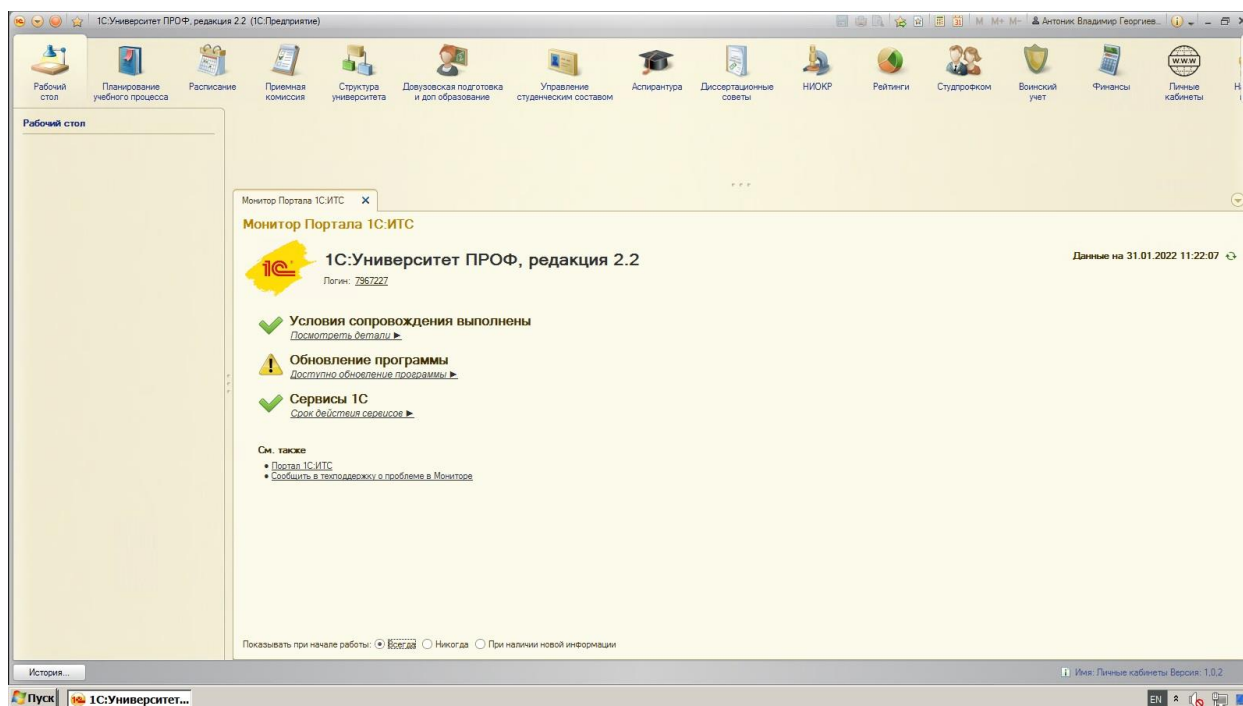 1С:Университет ПРОФ, редакция 2.2 (1С:Предприятие)
M M+ M- Антоник Владимир Георгиев...
Рабочий стол
Планирование учебного процесса
Расписание
Приемная комиссия
Структура университета
Довузовская подготовка и доп образование
Управление студенческим составом
Аспирантура
Диссертационные советы
НИОКР
Рейтинги
Студпрофком
Воинский учет
Финансы
www
Личные кабинеты
Рабочий стол
Монитор Портала 1С:ИТС
Монитор Портала 1С:ИТС
1С:Университет ПРОФ, редакция 2.2
Данные на 31.01.2022 11:22:07
Логин: 7967227
Условия сопровождения выполнены
Посмотреть детали ►
Обновление программы
Доступно обновление программы ►
Сервисы 1С
Срок действия сервисов ►
См. также
• Портал 1С:ИТС
• Сообщить в техподдержку о проблеме в Мониторе
Показывать при начале работы: Всегда Никогда При наличии новой информации
История...
Имя: Личные кабинеты Версия: 1,0,2
Пуск 1С:Университет... EN